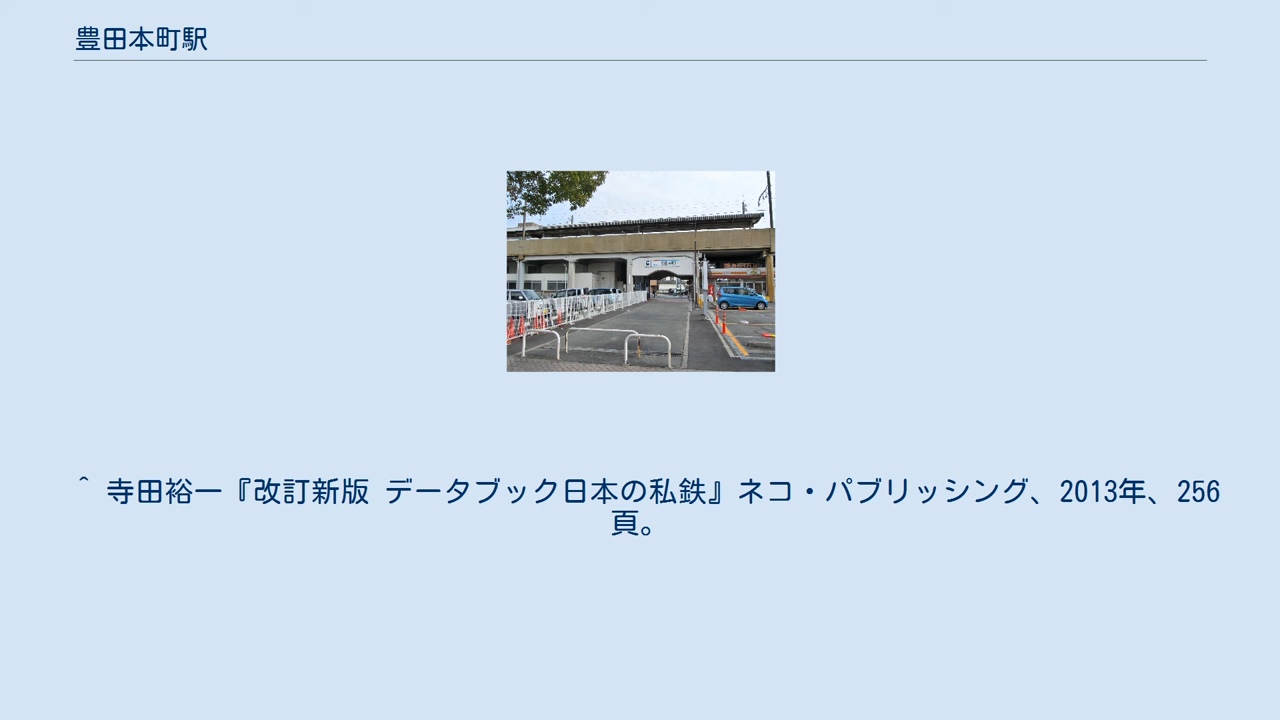 豊田本町駅
^ 寺田裕一『改訂新版 データブック日本の私鉄』ネコ・パブリッシング、2013年、256
頁。